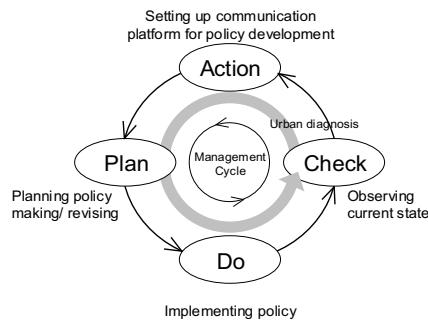 Setting up communication
platform for policy development
Action
Urban diagnosis
Plan
Management
Cycle
Check
Planning policy
making/ revising
Observing
current state
Do
Implementing policy